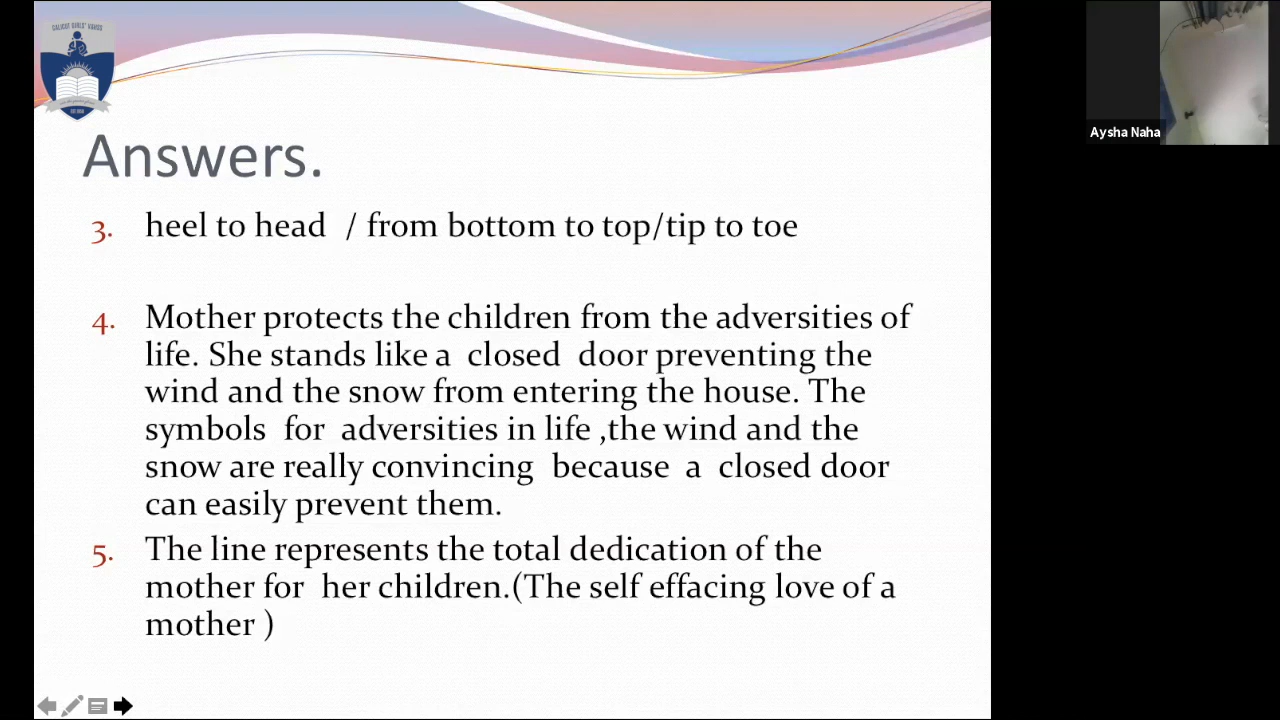 CALICUT GIRLS' VHHSS
Answers.
3. heel to head / from bottom to top/tip to toe
4. Mother protects the children from the adversities of
life. She stands like a closed door preventing the
wind and the snow from entering the house. The
symbols for adversities in life ,the wind and the
snow are really convincing because a closed door
can easily prevent them.
5. The line represents the total dedication of the
mother for her children.(The self effacing love of a
mother )
Aysha Naha